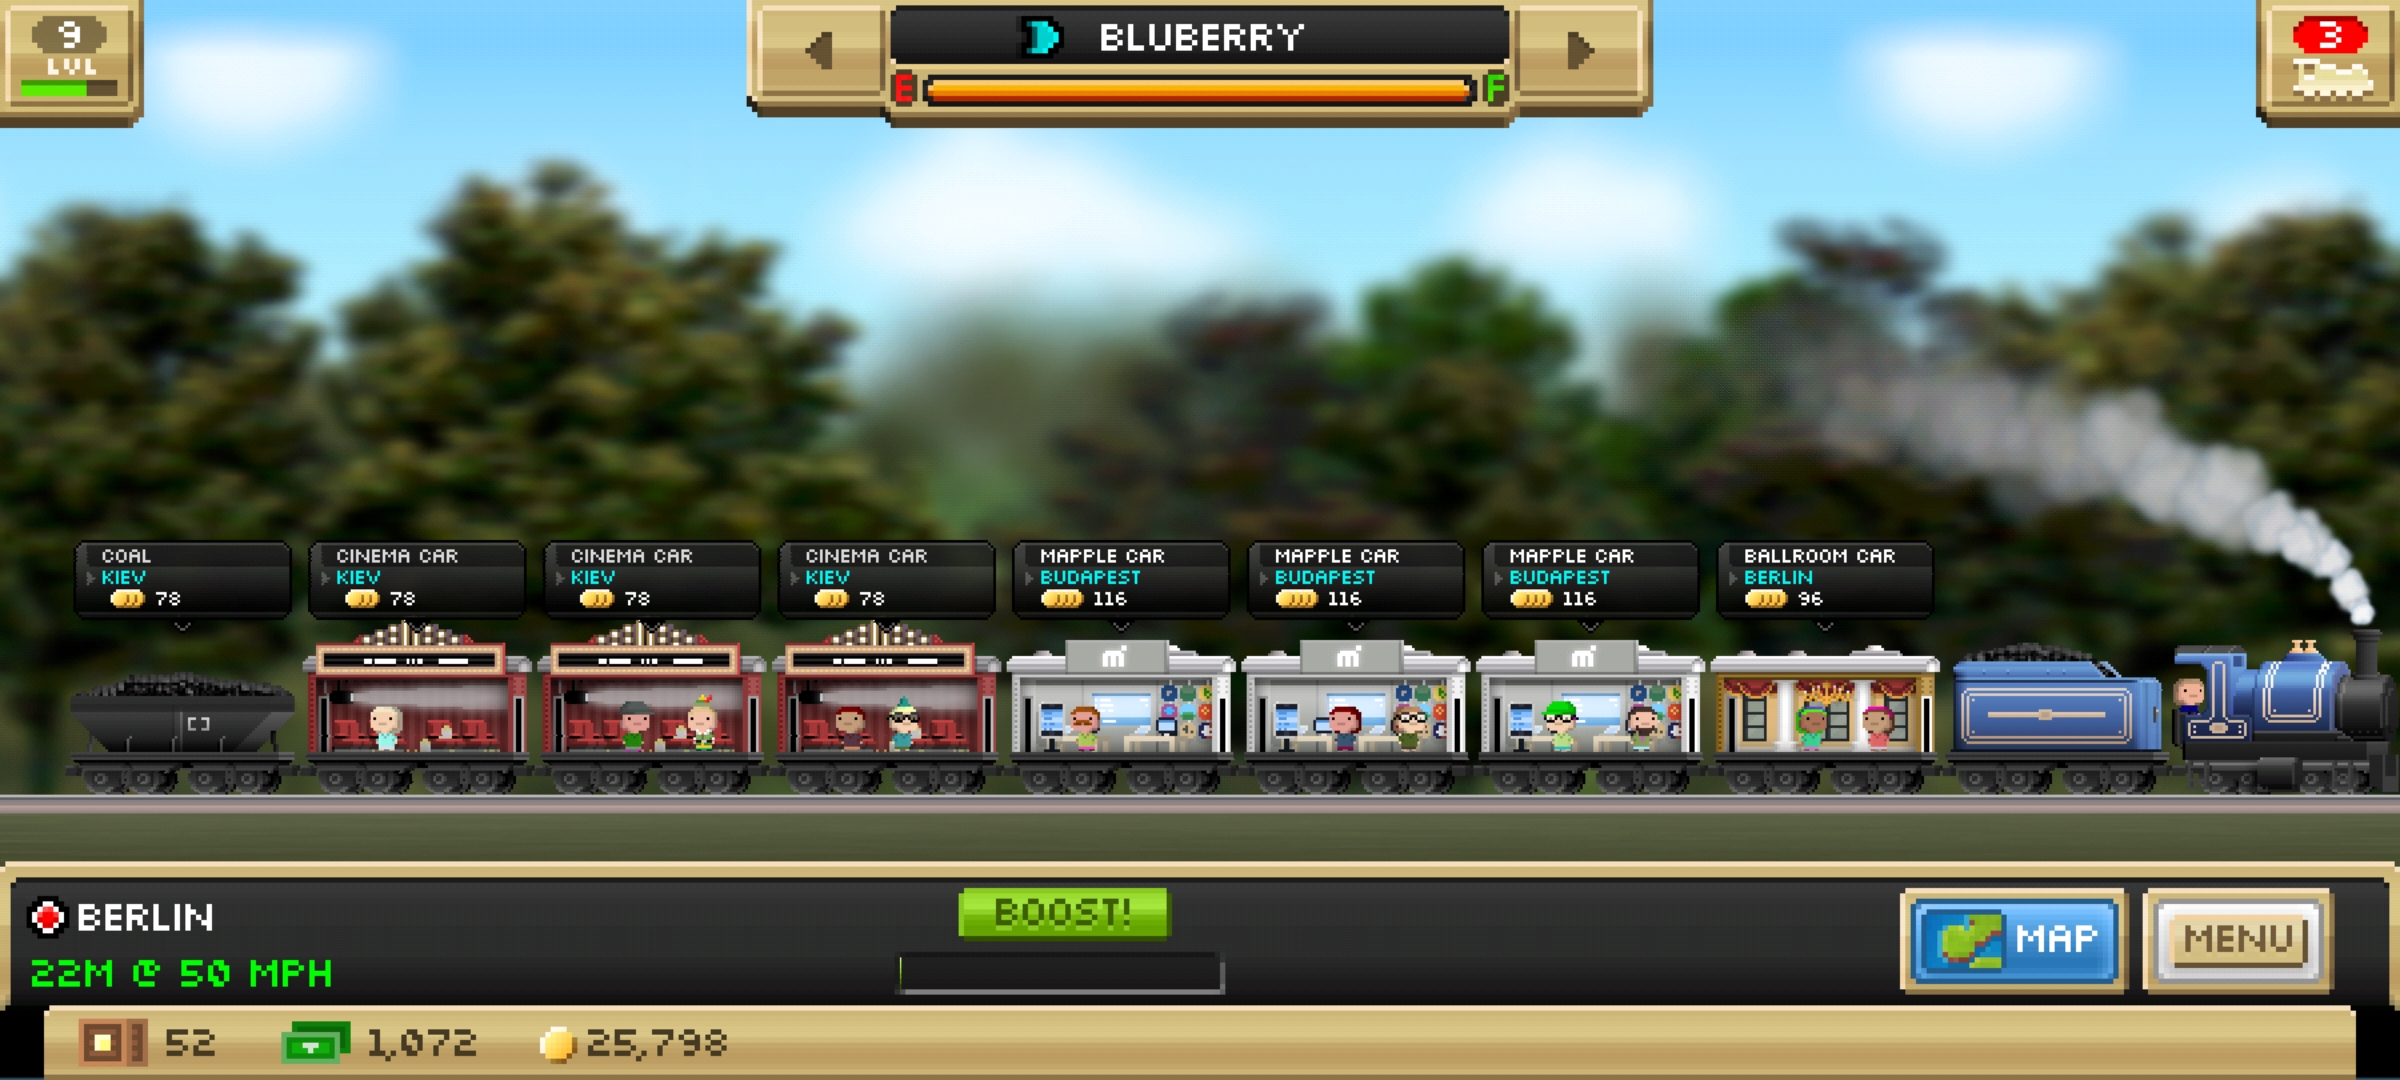 9
LVL
BLUBERRY
E F
3
COAL
KIEV
78
CINEMA CAR
KIEV
78
CINEMA CAR
KIEV
78
CINEMA CAR
KIEV
78
MAPPLE CAR
BUDAPEST
116
MAPPLE CAR
BUDAPEST
116
MAPPLE CAR
BUDAPEST
116
BALLROOM CAR
BERLIN
96
m
m
m
BERLIN
22M @ 50 MPH
BOOST!
MAP
MENU
52
1,072
25,798